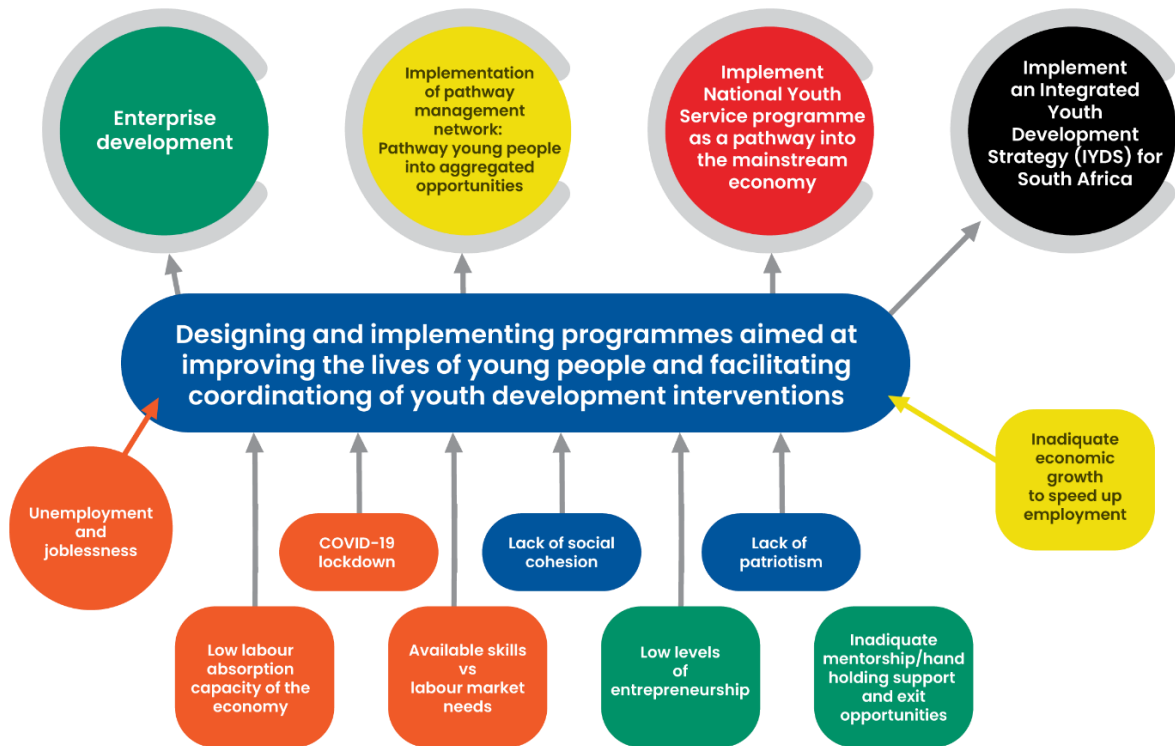 Enterprise
development
Implementation
of pathway
management
network:
Pathway young people
into aggregated
opportunities
Implement
National Youth
Service programme
as a pathway into
the mainstream
economy
Implement
an Integrated
Youth
Development
Strategy (IYDS) for
South Africa
Designing and implementing programmes aimed at
improving the lives of young people and facilitating
coordinationg of youth development interventions
Unemployment
and
joblessness
COVID-19
lockdown
Lack of social
cohesion
Lack of
patriotism
Inadiquate
economic
growth
to speed up
employment
Low labour
absorption
capacity of the
economy
Available skills
vs
labour market
needs
Low levels
of
entrepreneurship
Inadiquate
mentorship/hand
holding support
and exit
opportunities